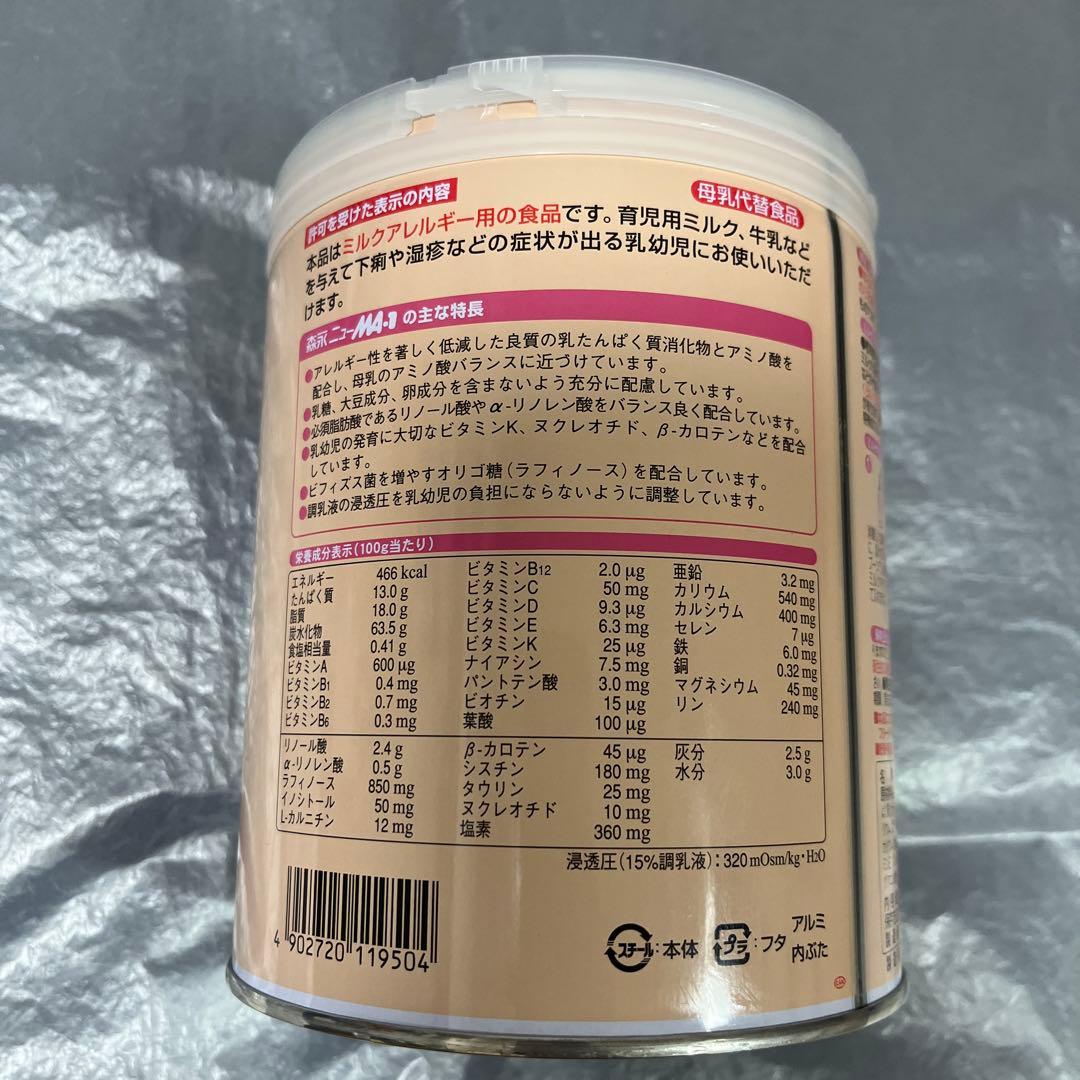 許可を受けた表示の内容
母乳代替食品
本品はミルクアレルギー用の食品です。育児用ミルク、牛乳など
を与えて下痢や湿疹などの症状が出る乳幼児にお使いいただ
けます。
森永 ニューMA-1 の主な特長
●アレルギー性を著しく低減した良質の乳たんぱく質消化物とアミノ酸を
配合し、母乳のアミノ酸バランスに近づけています。
●乳糖、大豆成分、卵成分を含まないよう充分に配慮しています。
●必須脂肪酸であるリノール酸やα-リノレン酸をバランス良く配合しています。
●乳幼児の発育に大切なビタミンK、ヌクレオチド、β-カロテンなどを配合
しています。
●ビフィズス菌を増やすオリゴ糖（ラフィノース）を配合しています。
●調乳液の浸透圧を乳幼児の負担にならないように調整しています。
栄養成分表示（100g当たり）
エネルギー 466 kcal
たんぱく質 13.0 g
脂質 18.0 g
炭水化物 63.5 g
食塩相当量 0.41 g
ビタミンA 600 μg
ビタミンB1 0.4 mg
ビタミンB2 0.7 mg
ビタミンB6 0.3 mg
ビタミンB12 2.0 μg
ビタミンC 50 mg
ビタミンD 9.3 μg
ビタミンE 6.3 mg
ビタミンK 25 μg
ナイアシン 7.5 mg
パントテン酸 3.0 mg
ビオチン 15 μg
葉酸 100 μg
亜鉛 3.2 mg
カリウム 540 mg
カルシウム 400 mg
セレン 7 μg
鉄 6.0 mg
銅 0.32 mg
マグネシウム 45 mg
リン 240 mg
リノール酸 2.4 g
α-リノレン酸 0.5 g
ラフィノース 850 mg
イノシトール 50 mg
L-カルニチン 12 mg
β-カロテン 45 μg
シスチン 180 mg
タウリン 25 mg
ヌクレオチド 10 mg
塩素 360 mg
灰分 2.5 g
水分 3.0 g
浸透圧（15%調乳液）：320 mOsm/kg・H2O
4 902720 119504
スチール：本体
プラ：フタ
アルミ
内ぶた